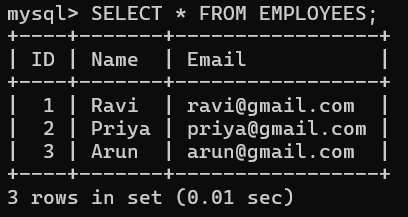 mysql> SELECT * FROM EMPLOYEES;
+----+-------+-----------------+
| ID | Name  | Email           |
+----+-------+-----------------+
|  1 | Ravi  | ravi@gmail.com  |
|  2 | Priya | priya@gmail.com |
|  3 | Arun  | arun@gmail.com  |
+----+-------+-----------------+
3 rows in set (0.01 sec)